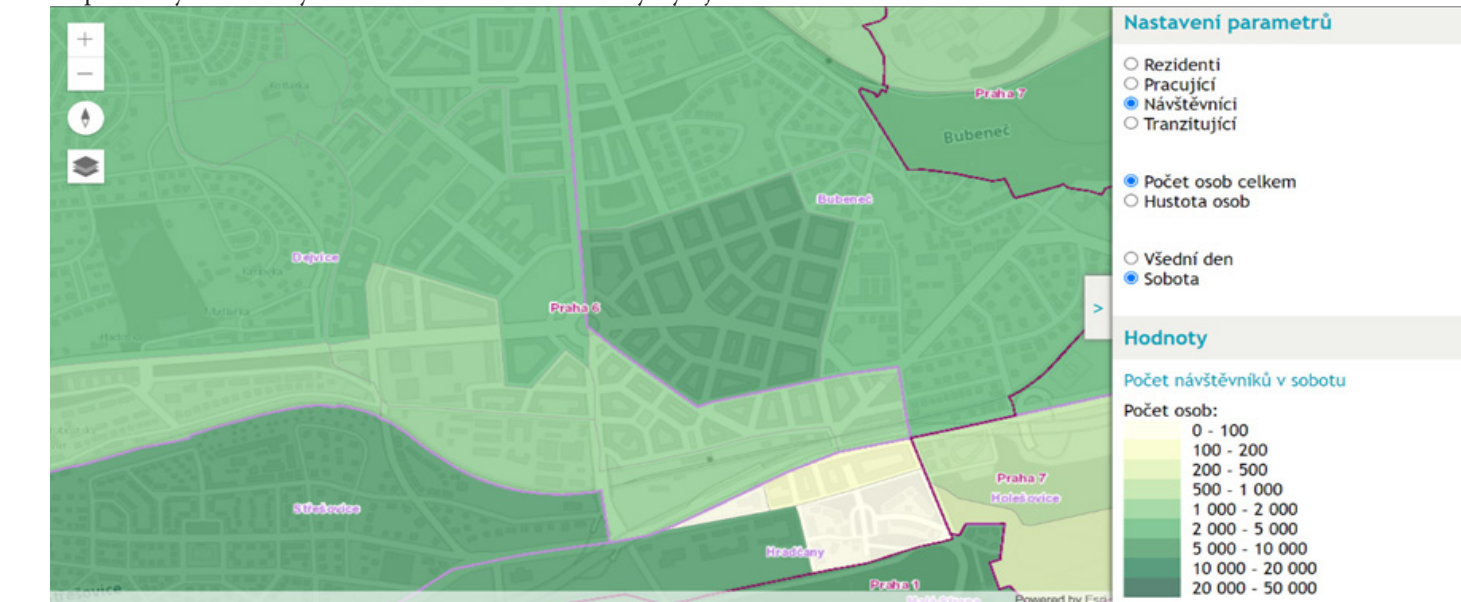 Nastavení parametrů
Rezidenti
Pracující
Návštěvníci
Tranzitující
Počet osob celkem
Hustota osob
Všední den
Sobota
>
Hodnoty
Počet návštěvníků v sobotu
Počet osob:
0 - 100
100 - 200
200 - 500
500 - 1 000
1 000 - 2 000
2 000 - 5 000
5 000 - 10 000
10 000 - 20 000
20 000 - 50 000
Praha 7
Bubeneč
Bubeneč
Dejvice
Praha 6
Praha 7
Holešovice
Střešovice
Hradčany
Praha 1
Powered by Esri